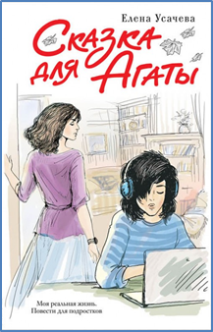 Елена Усачева
СКАЗКА
ДЛЯ
АГАТЫ
Моя реальная жизнь.
Повести для подростков